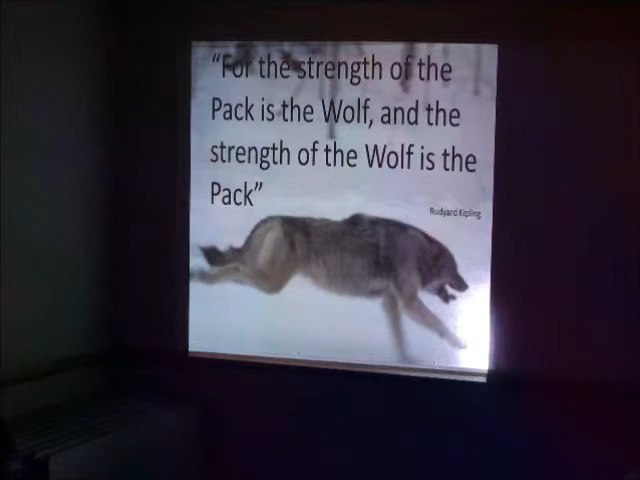 “For the strength of the
Pack is the Wolf, and the
strength of the Wolf is the
Pack”
Rudyard Kipling